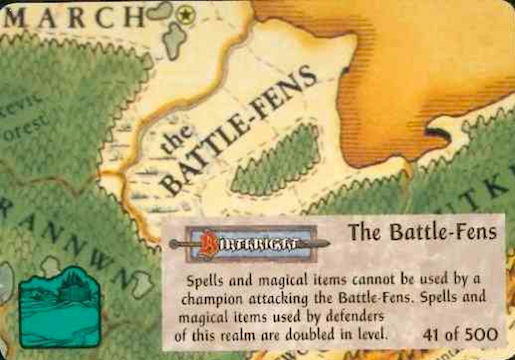 MARCH
the
BATTLE-FENS
Forest
RANNWN
BIRTHRIGHT
The Battle-Fens
Spells and magical items cannot be used by a
champion attacking the Battle-Fens. Spells and
magical items used by defenders
of this realm are doubled in level.
41 of 500